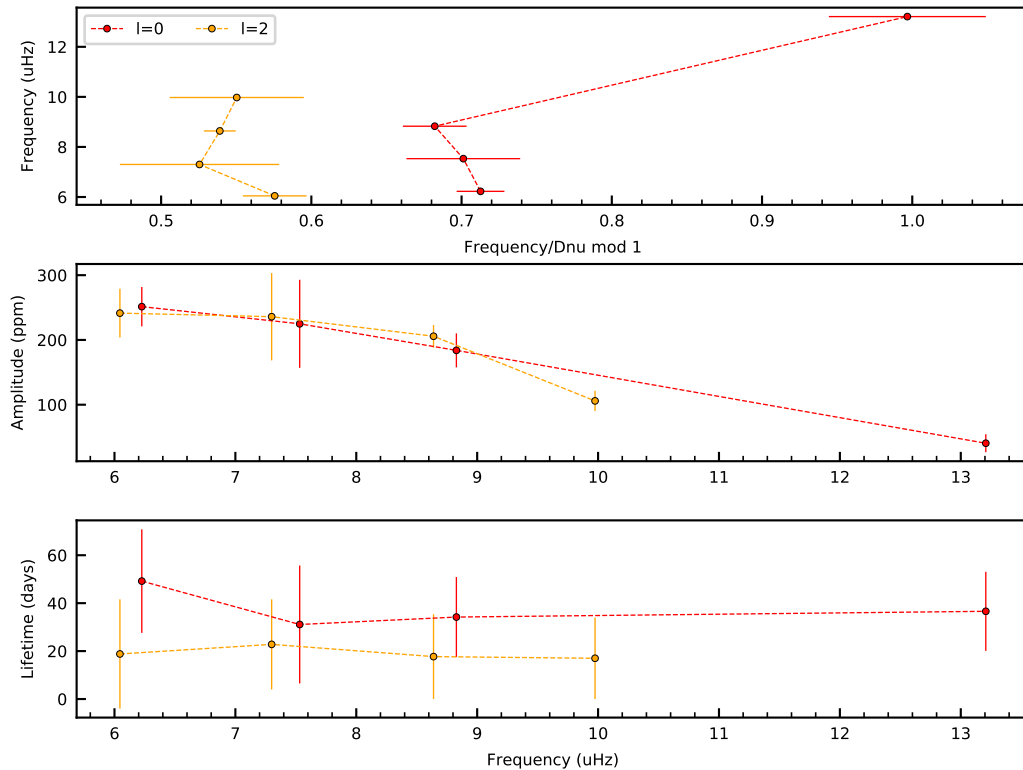 l=0 l=2
Frequency (uHz)
12
10
8
6
0.5 0.6 0.7 0.8 0.9 1.0
Frequency/Dnu mod 1
Amplitude (ppm)
300
200
100
6 7 8 9 10 11 12 13
Lifetime (days)
60
40
20
0
6 7 8 9 10 11 12 13
Frequency (uHz)